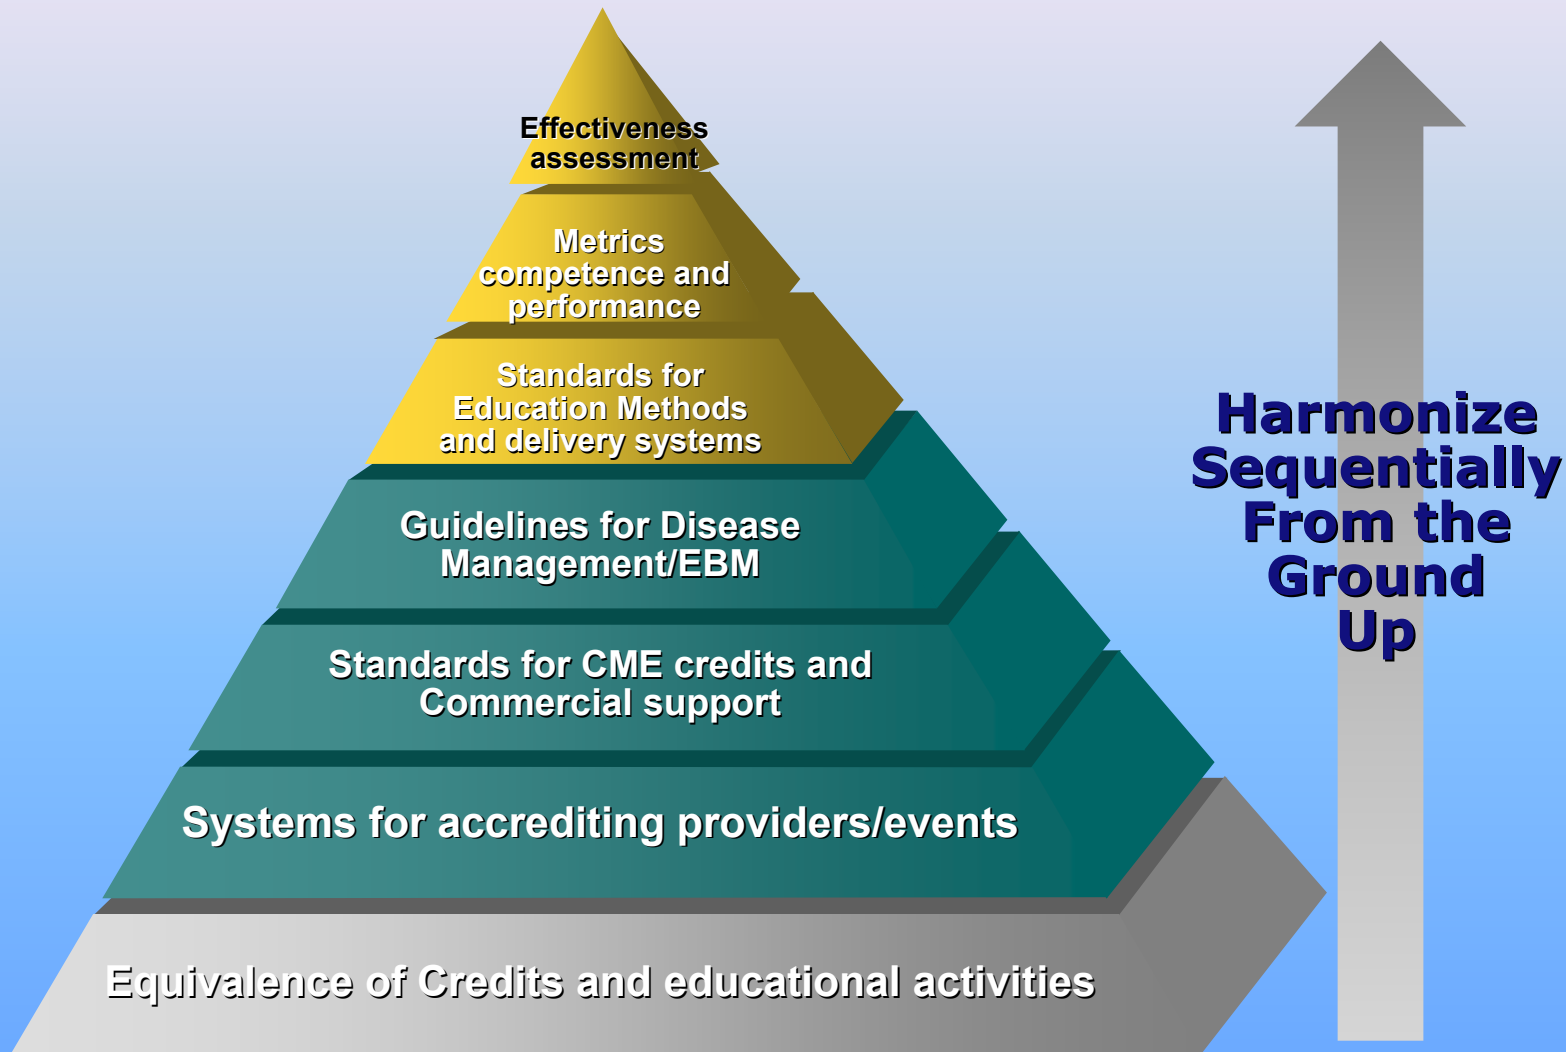 Effectiveness
assessment
Metrics
competence and
performance
Standards for
Education Methods
and delivery systems
Guidelines for Disease
Management/EBM
Standards for CME credits and
Commercial support
Systems for accrediting providers/events
Equivalence of Credits and educational activities
Harmonize
Sequentially
From the
Ground
Up